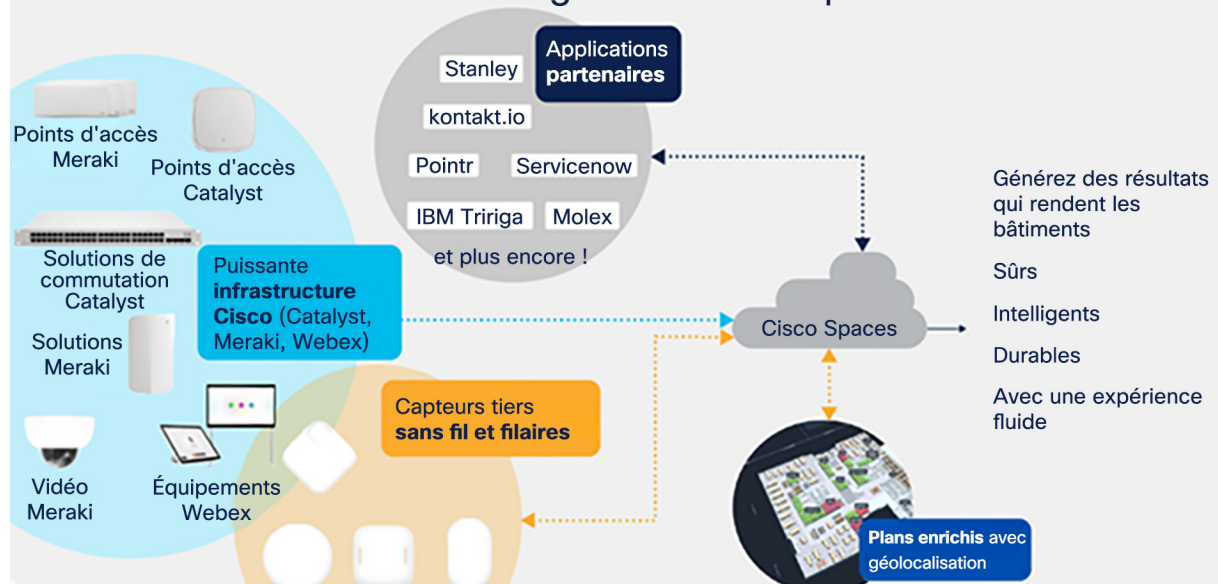 Applications
partenaires
Stanley
kontakt.io
Pointr
Servicenow
IBM Tririga
Molex
et plus encore !
Points d'accès
Meraki
Points d'accès
Catalyst
Solutions de
commutation
Catalyst
Solutions
Meraki
Vidéo
Meraki
Équipements
Webex
Puissante
infrastructure
Cisco (Catalyst,
Meraki, Webex)
Capteurs tiers
sans fil et filaires
Cisco Spaces
Plans enrichis avec
géolocalisation
Générez des résultats
qui rendent les
bâtiments
Sûrs
Intelligents
Durables
Avec une expérience
fluide